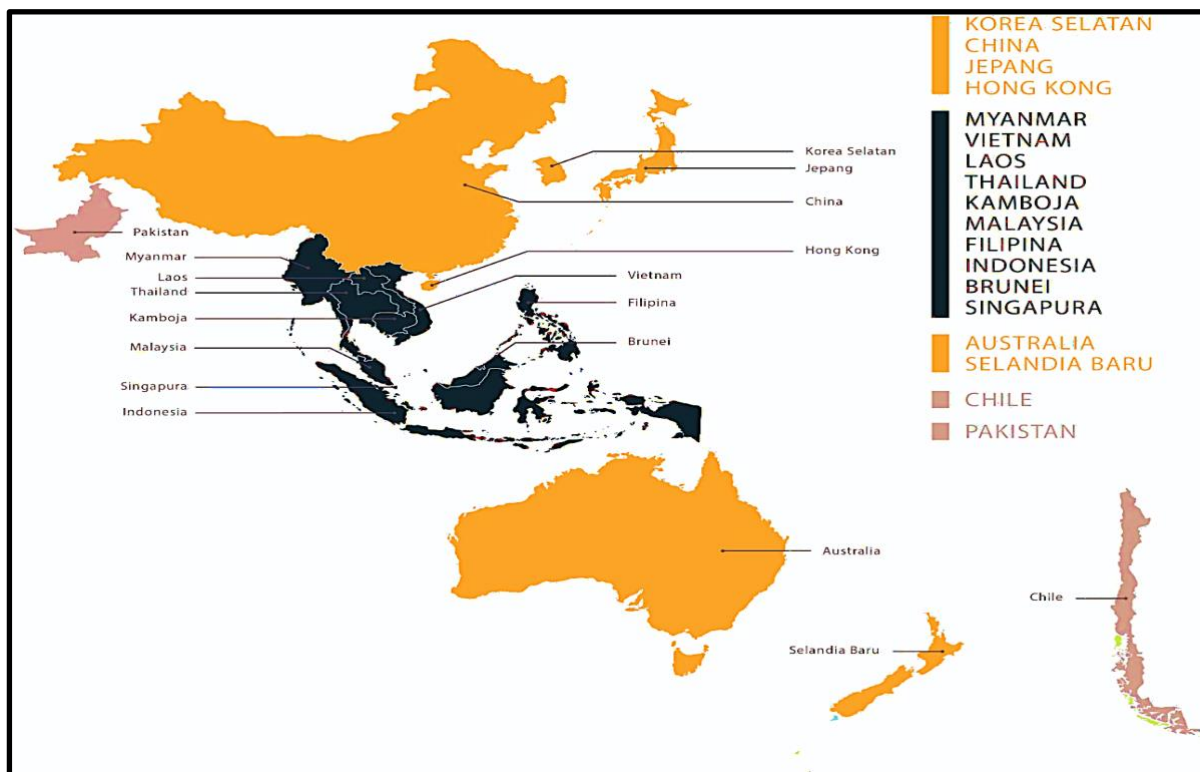 KOREA SELATAN
CHINA
JEPANG
HONG KONG
MYANMAR
VIETNAM
LAOS
THAILAND
KAMBOJA
MALAYSIA
FILIPINA
INDONESIA
BRUNEI
SINGAPURA
AUSTRALIA
SELANDIA BARU
CHILE
PAKISTAN
Korea Selatan
Jepang
China
Pakistan
Myanmar
Hong Kong
Laos
Vietnam
Thailand
Filipina
Kamboja
Brunei
Malaysia
Singapura
Indonesia
Australia
Chile
Selandia Baru